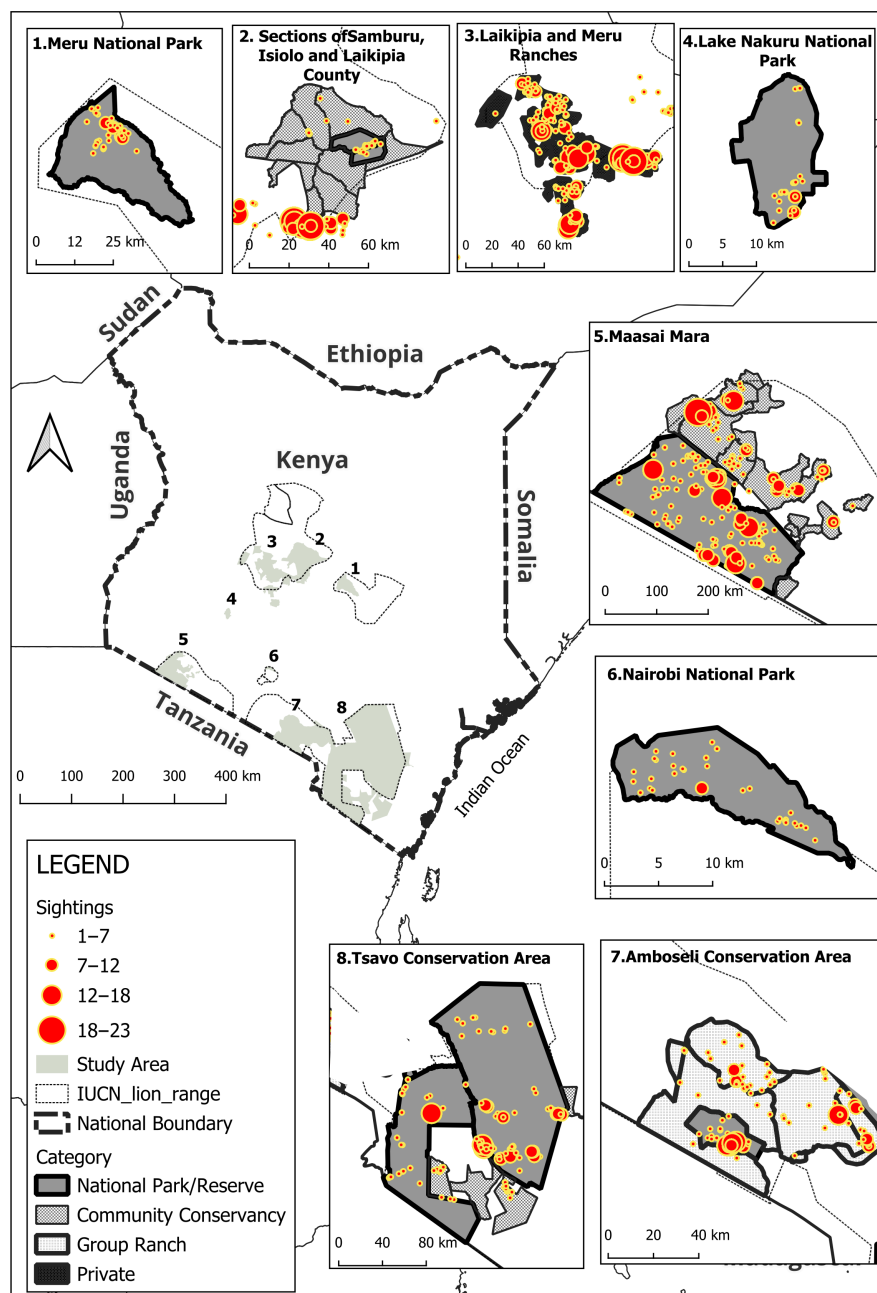 1.Meru National Park
0 12 25 km
2. Sections ofSamburu,
Isiolo and Laikipia
County
0 20 40 60 km
3.Laikipia and Meru
Ranches
0 20 40 60 km
4.Lake Nakuru National
Park
0 5 10 km
Sudan
Ethiopia
Uganda
Kenya
Somalia
3
2
1
4
5
6
7
8
Tanzania
Indian Ocean
0 100 200 300 400 km
5.Maasai Mara
0 100 200 km
6.Nairobi National Park
0 5 10 km
LEGEND
Sightings
1–7
7–12
12–18
18–23
Study Area
IUCN_lion_range
National Boundary
Category
National Park/Reserve
Community Conservancy
Group Ranch
Private
8.Tsavo Conservation Area
0 40 80 km
7.Amboseli Conservation Area
0 20 40 km